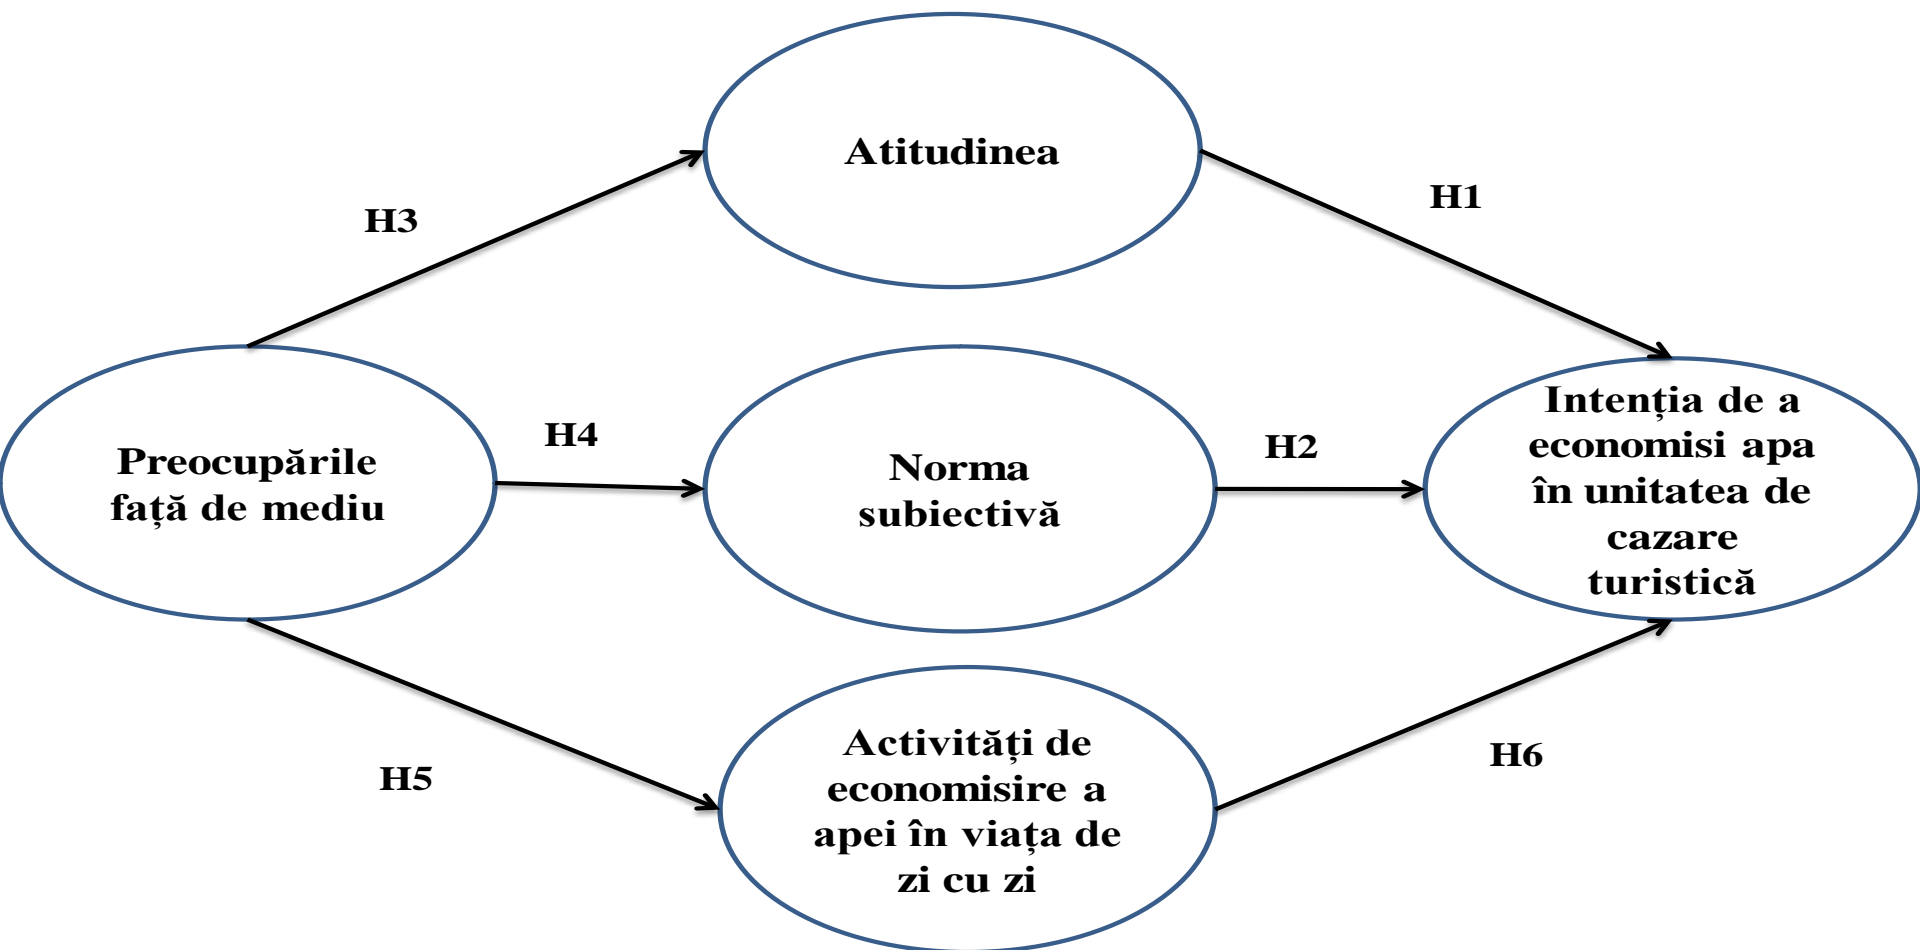 Atitudinea
H1
H3
Preocupările
față de mediu
H4
Norma
subiectivă
H2
Intenția de a
economisi apa
în unitatea de
cazare
turistică
H5
Activități de
economisire a
apei în viața de
zi cu zi
H6